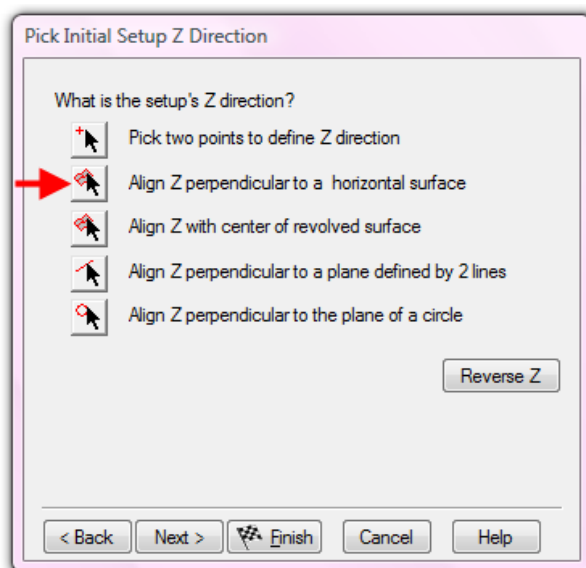 Pick Initial Setup Z Direction
What is the setup's Z direction?
Pick two points to define Z direction
Align Z perpendicular to a horizontal surface
Align Z with center of revolved surface
Align Z perpendicular to a plane defined by 2 lines
Align Z perpendicular to the plane of a circle
Reverse Z
< Back Next > Finish Cancel Help